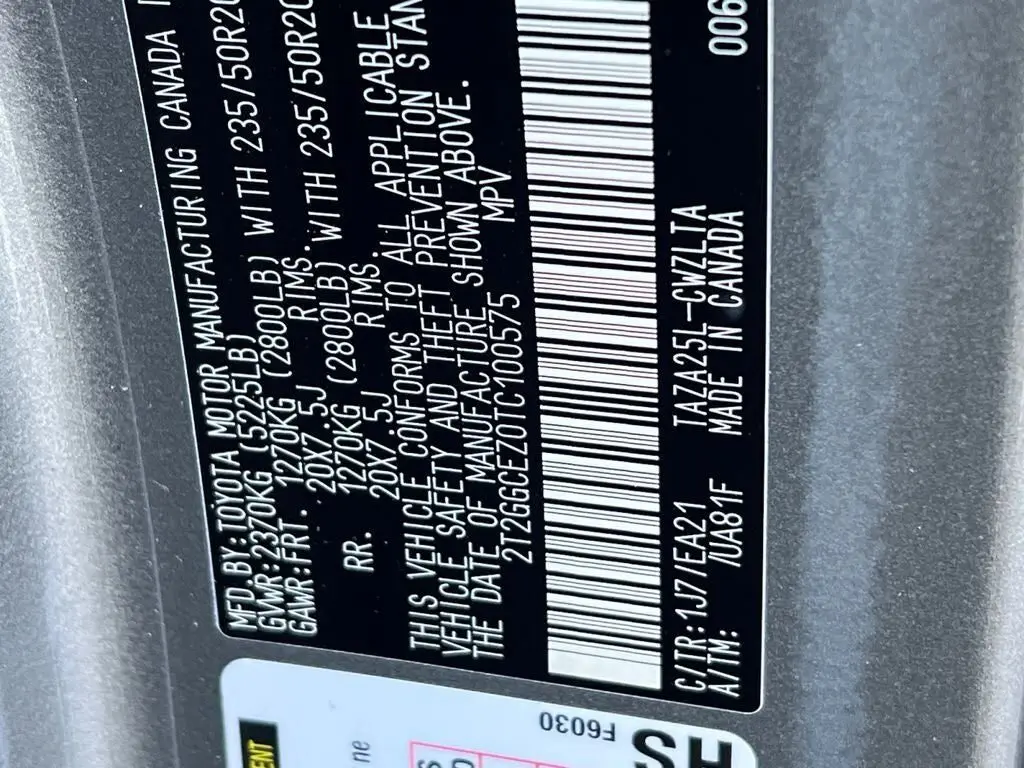 MFD.BY:TOYOTA MOTOR MANUFACTURING CANADA
GVWR:2370KG (5225LB)
GAWR:FRT. 1270KG (2800LB) WITH 235/50R20
20X7.5J RIMS.
RR. 1270KG (2800LB) WITH 235/50R20
20X7.5J RIMS.
THIS VEHICLE CONFORMS TO ALL APPLICABLE
VEHICLE SAFETY AND THEFT PREVENTION STAN
THE DATE OF MANUFACTURE SHOWN ABOVE.
2T2GGCEZ0TC100575 MPV
C/TR:1J7/EA21 TAZA25L-CWZLTA
A/TM: /UA81F MADE IN CANADA
006
F6030
ENT
ne
HS